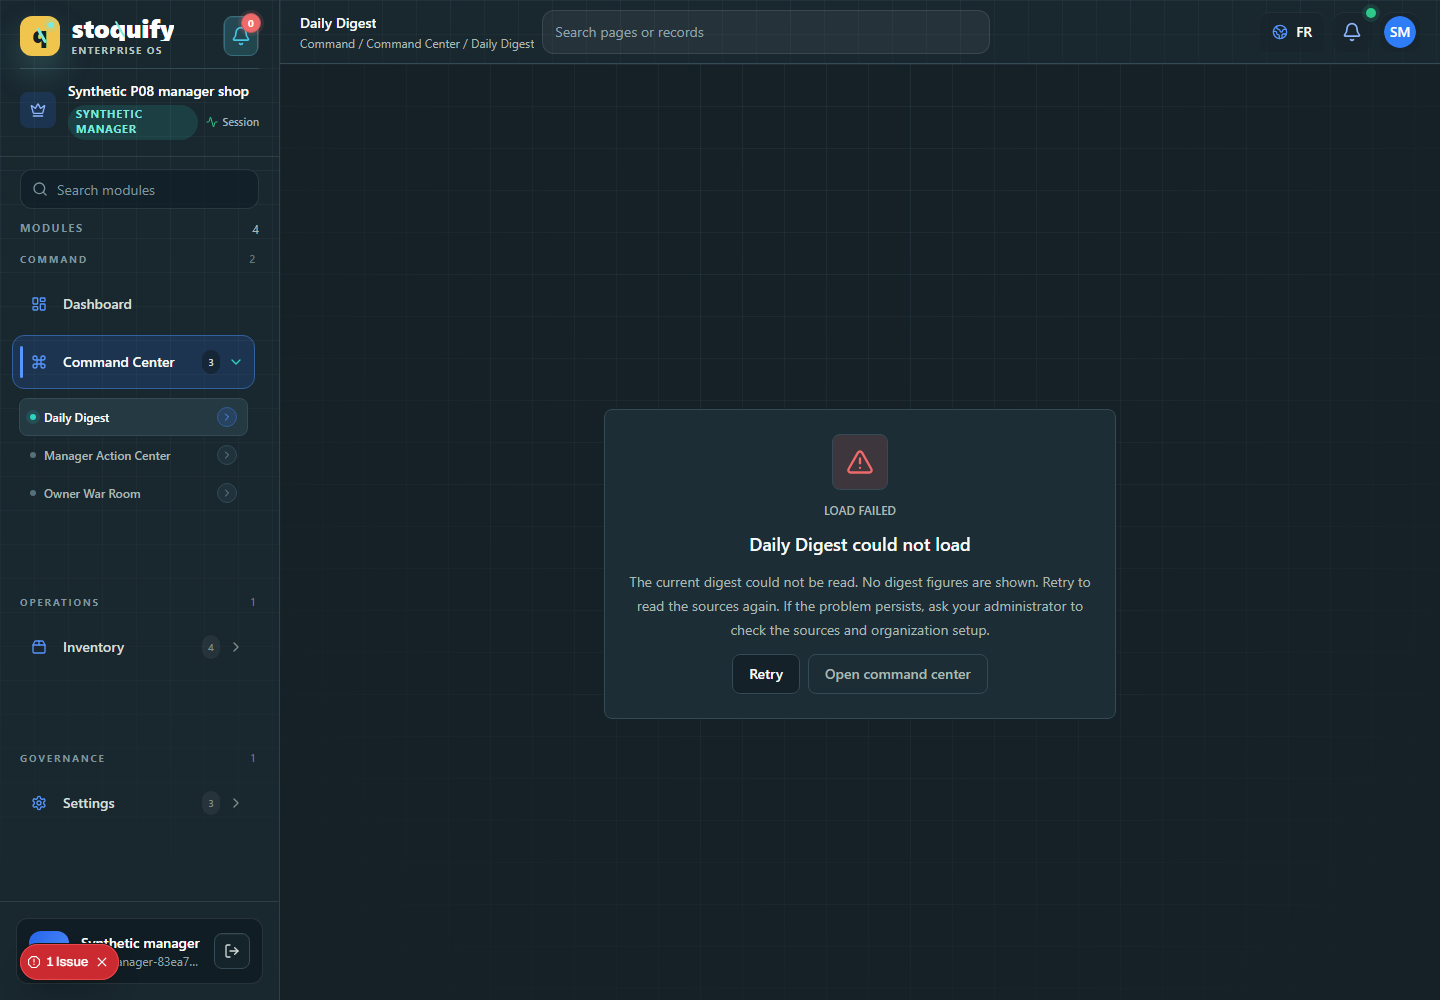 stoquify
ENTERPRISE OS
0
Synthetic P08 manager shop
SYNTHETIC
MANAGER
Session
Search modules
MODULES
4
COMMAND
2
Dashboard
Command Center
3
Daily Digest
Manager Action Center
Owner War Room
OPERATIONS
1
Inventory
4
GOVERNANCE
1
Settings
3
Synthetic manager
anager-83ea7...
1 Issue
Daily Digest
Command / Command Center / Daily Digest
Search pages or records
FR
SM
LOAD FAILED
Daily Digest could not load
The current digest could not be read. No digest figures are shown. Retry to
read the sources again. If the problem persists, ask your administrator to
check the sources and organization setup.
Retry
Open command center